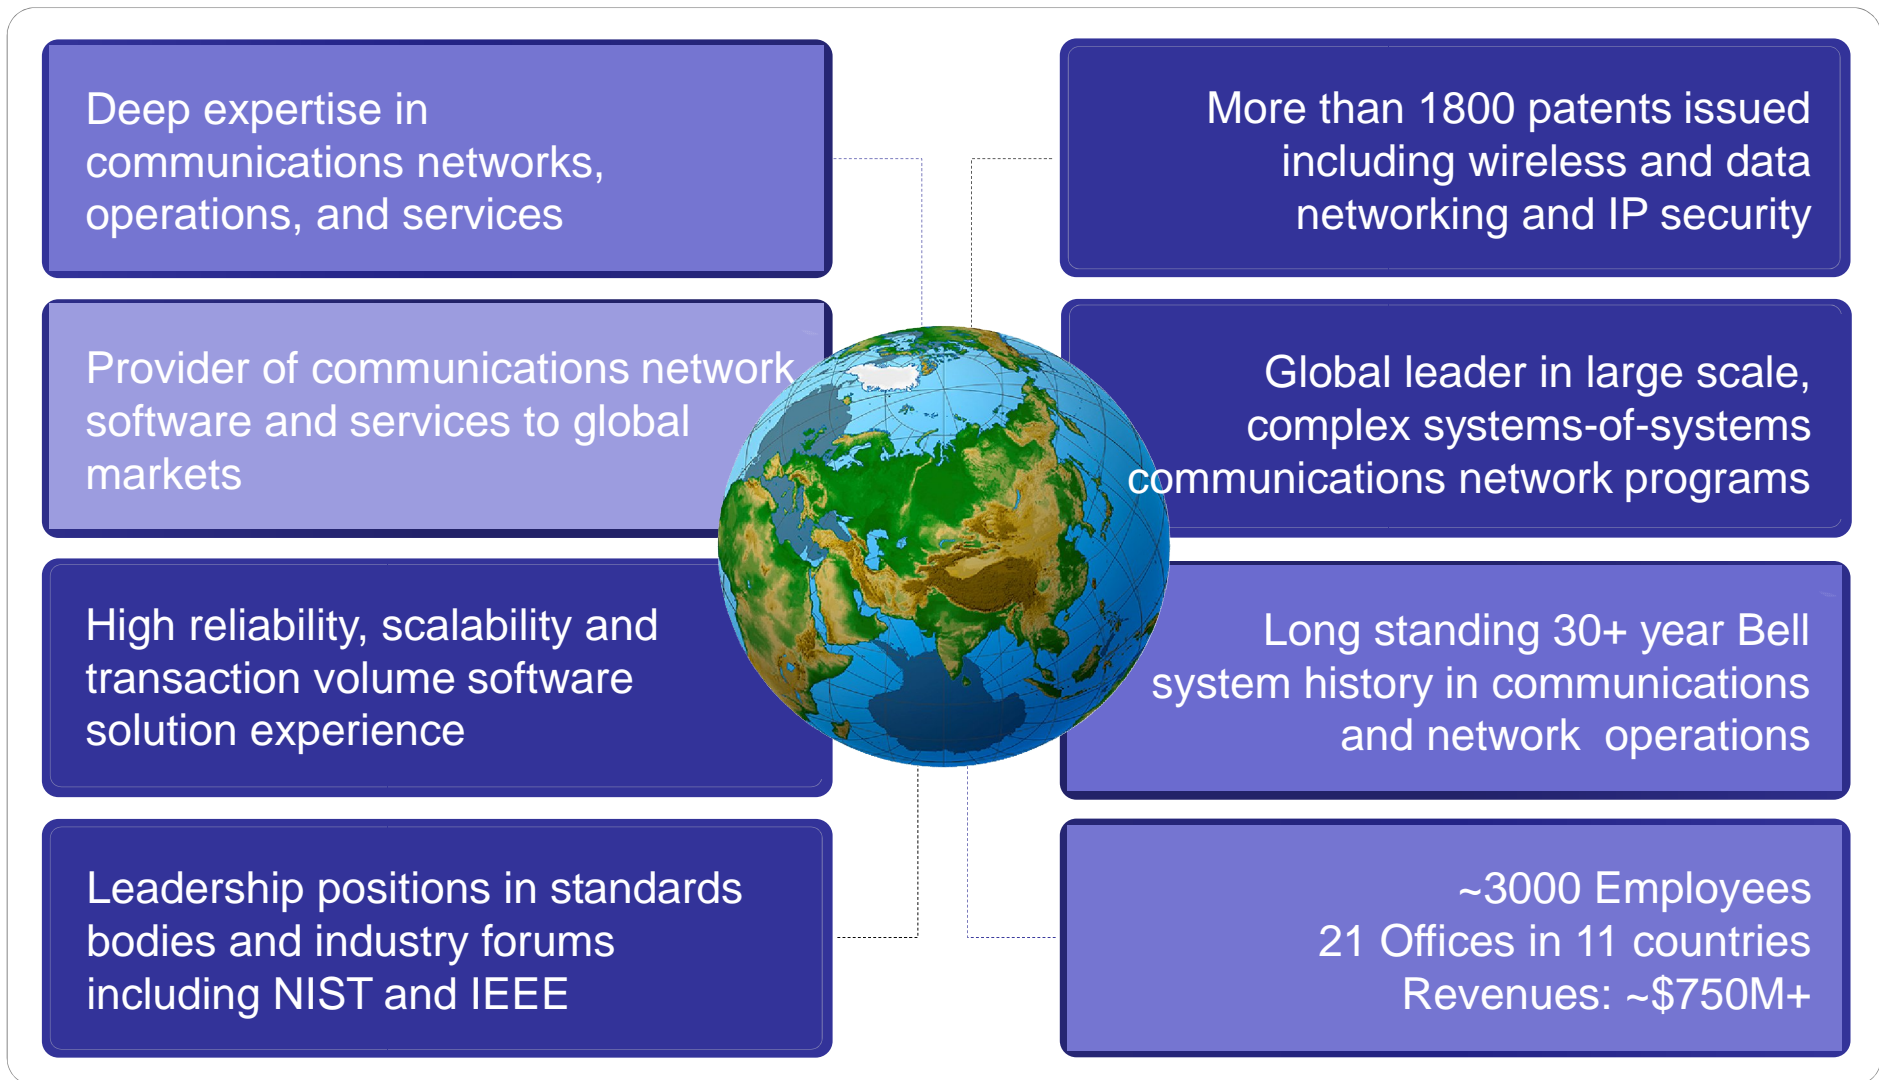 Deep expertise in
communications networks,
operations, and services
More than 1800 patents issued
including wireless and data
networking and IP security
Provider of communications network
software and services to global
markets
Global leader in large scale,
complex systems-of-systems
communications network programs
High reliability, scalability and
transaction volume software
solution experience
Long standing 30+ year Bell
system history in communications
and network  operations
Leadership positions in standards
bodies and industry forums
including NIST and IEEE
~3000 Employees
21 Offices in 11 countries
Revenues: ~$750M+